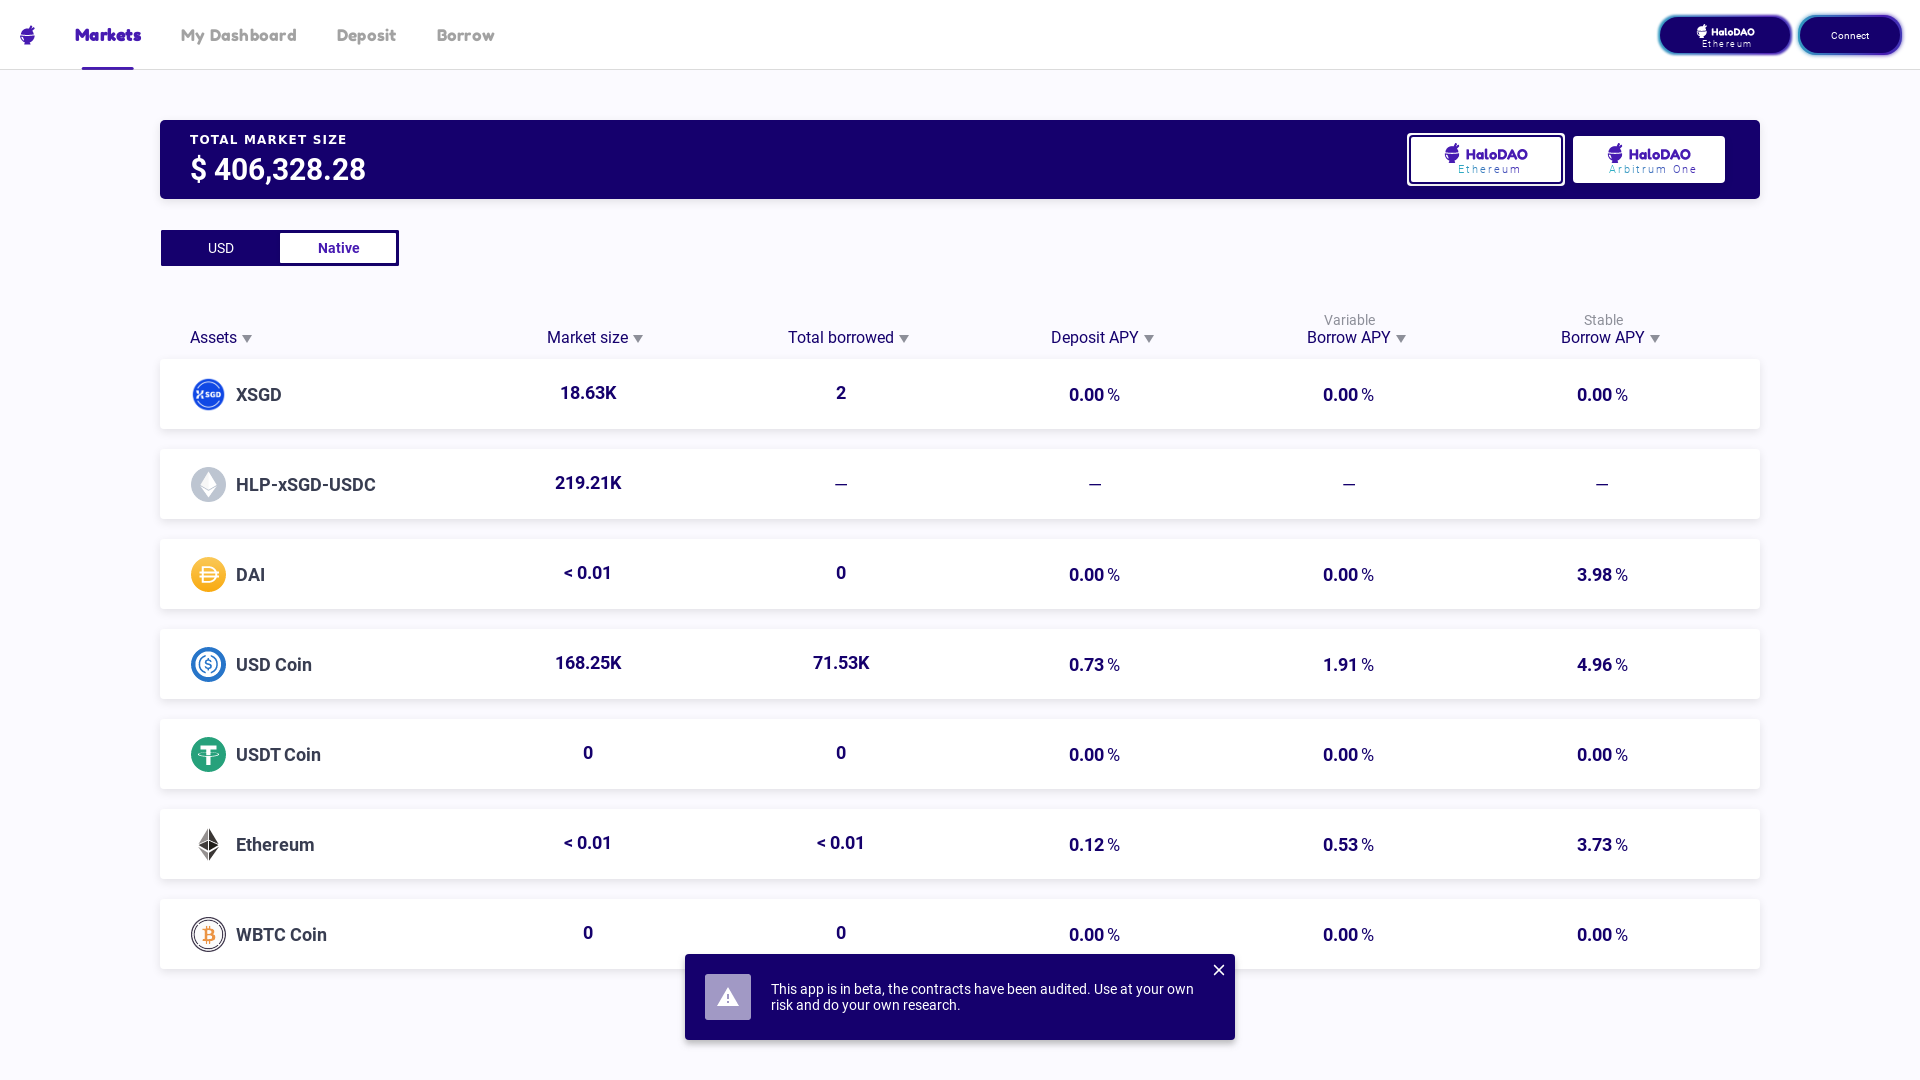 Markets My Dashboard Deposit Borrow HaloDAO Ethereum Connect
TOTAL MARKET SIZE
$ 406,328.28
HaloDAO
Ethereum
HaloDAO
Arbitrum One
USD Native
Assets Market size Total borrowed Deposit APY Variable Borrow APY Stable Borrow APY
XSGD XSGD 18.63K 2 0.00 % 0.00 % 0.00 %
HLP-xSGD-USDC 219.21K — — — —
DAI < 0.01 0 0.00 % 0.00 % 3.98 %
USD Coin 168.25K 71.53K 0.73 % 1.91 % 4.96 %
USDT Coin 0 0 0.00 % 0.00 % 0.00 %
Ethereum < 0.01 < 0.01 0.12 % 0.53 % 3.73 %
WBTC Coin 0 0 0.00 % 0.00 % 0.00 %
This app is in beta, the contracts have been audited. Use at your own
risk and do your own research.